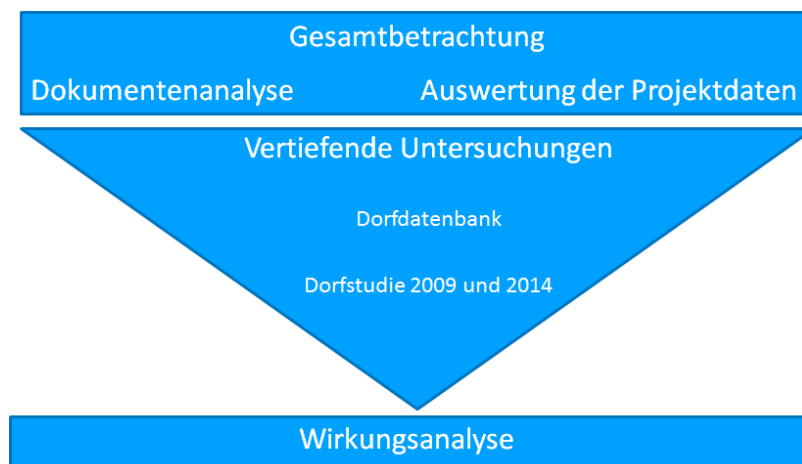 Gesamtbetrachtung
Dokumentenanalyse Auswertung der Projektdaten
Vertiefende Untersuchungen
Dorfdatenbank
Dorfstudie 2009 und 2014
Wirkungsanalyse